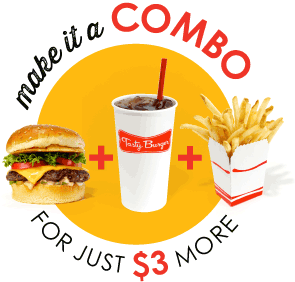 make it a COMBO
Tasty Burger
+ +
FOR JUST $3 MORE